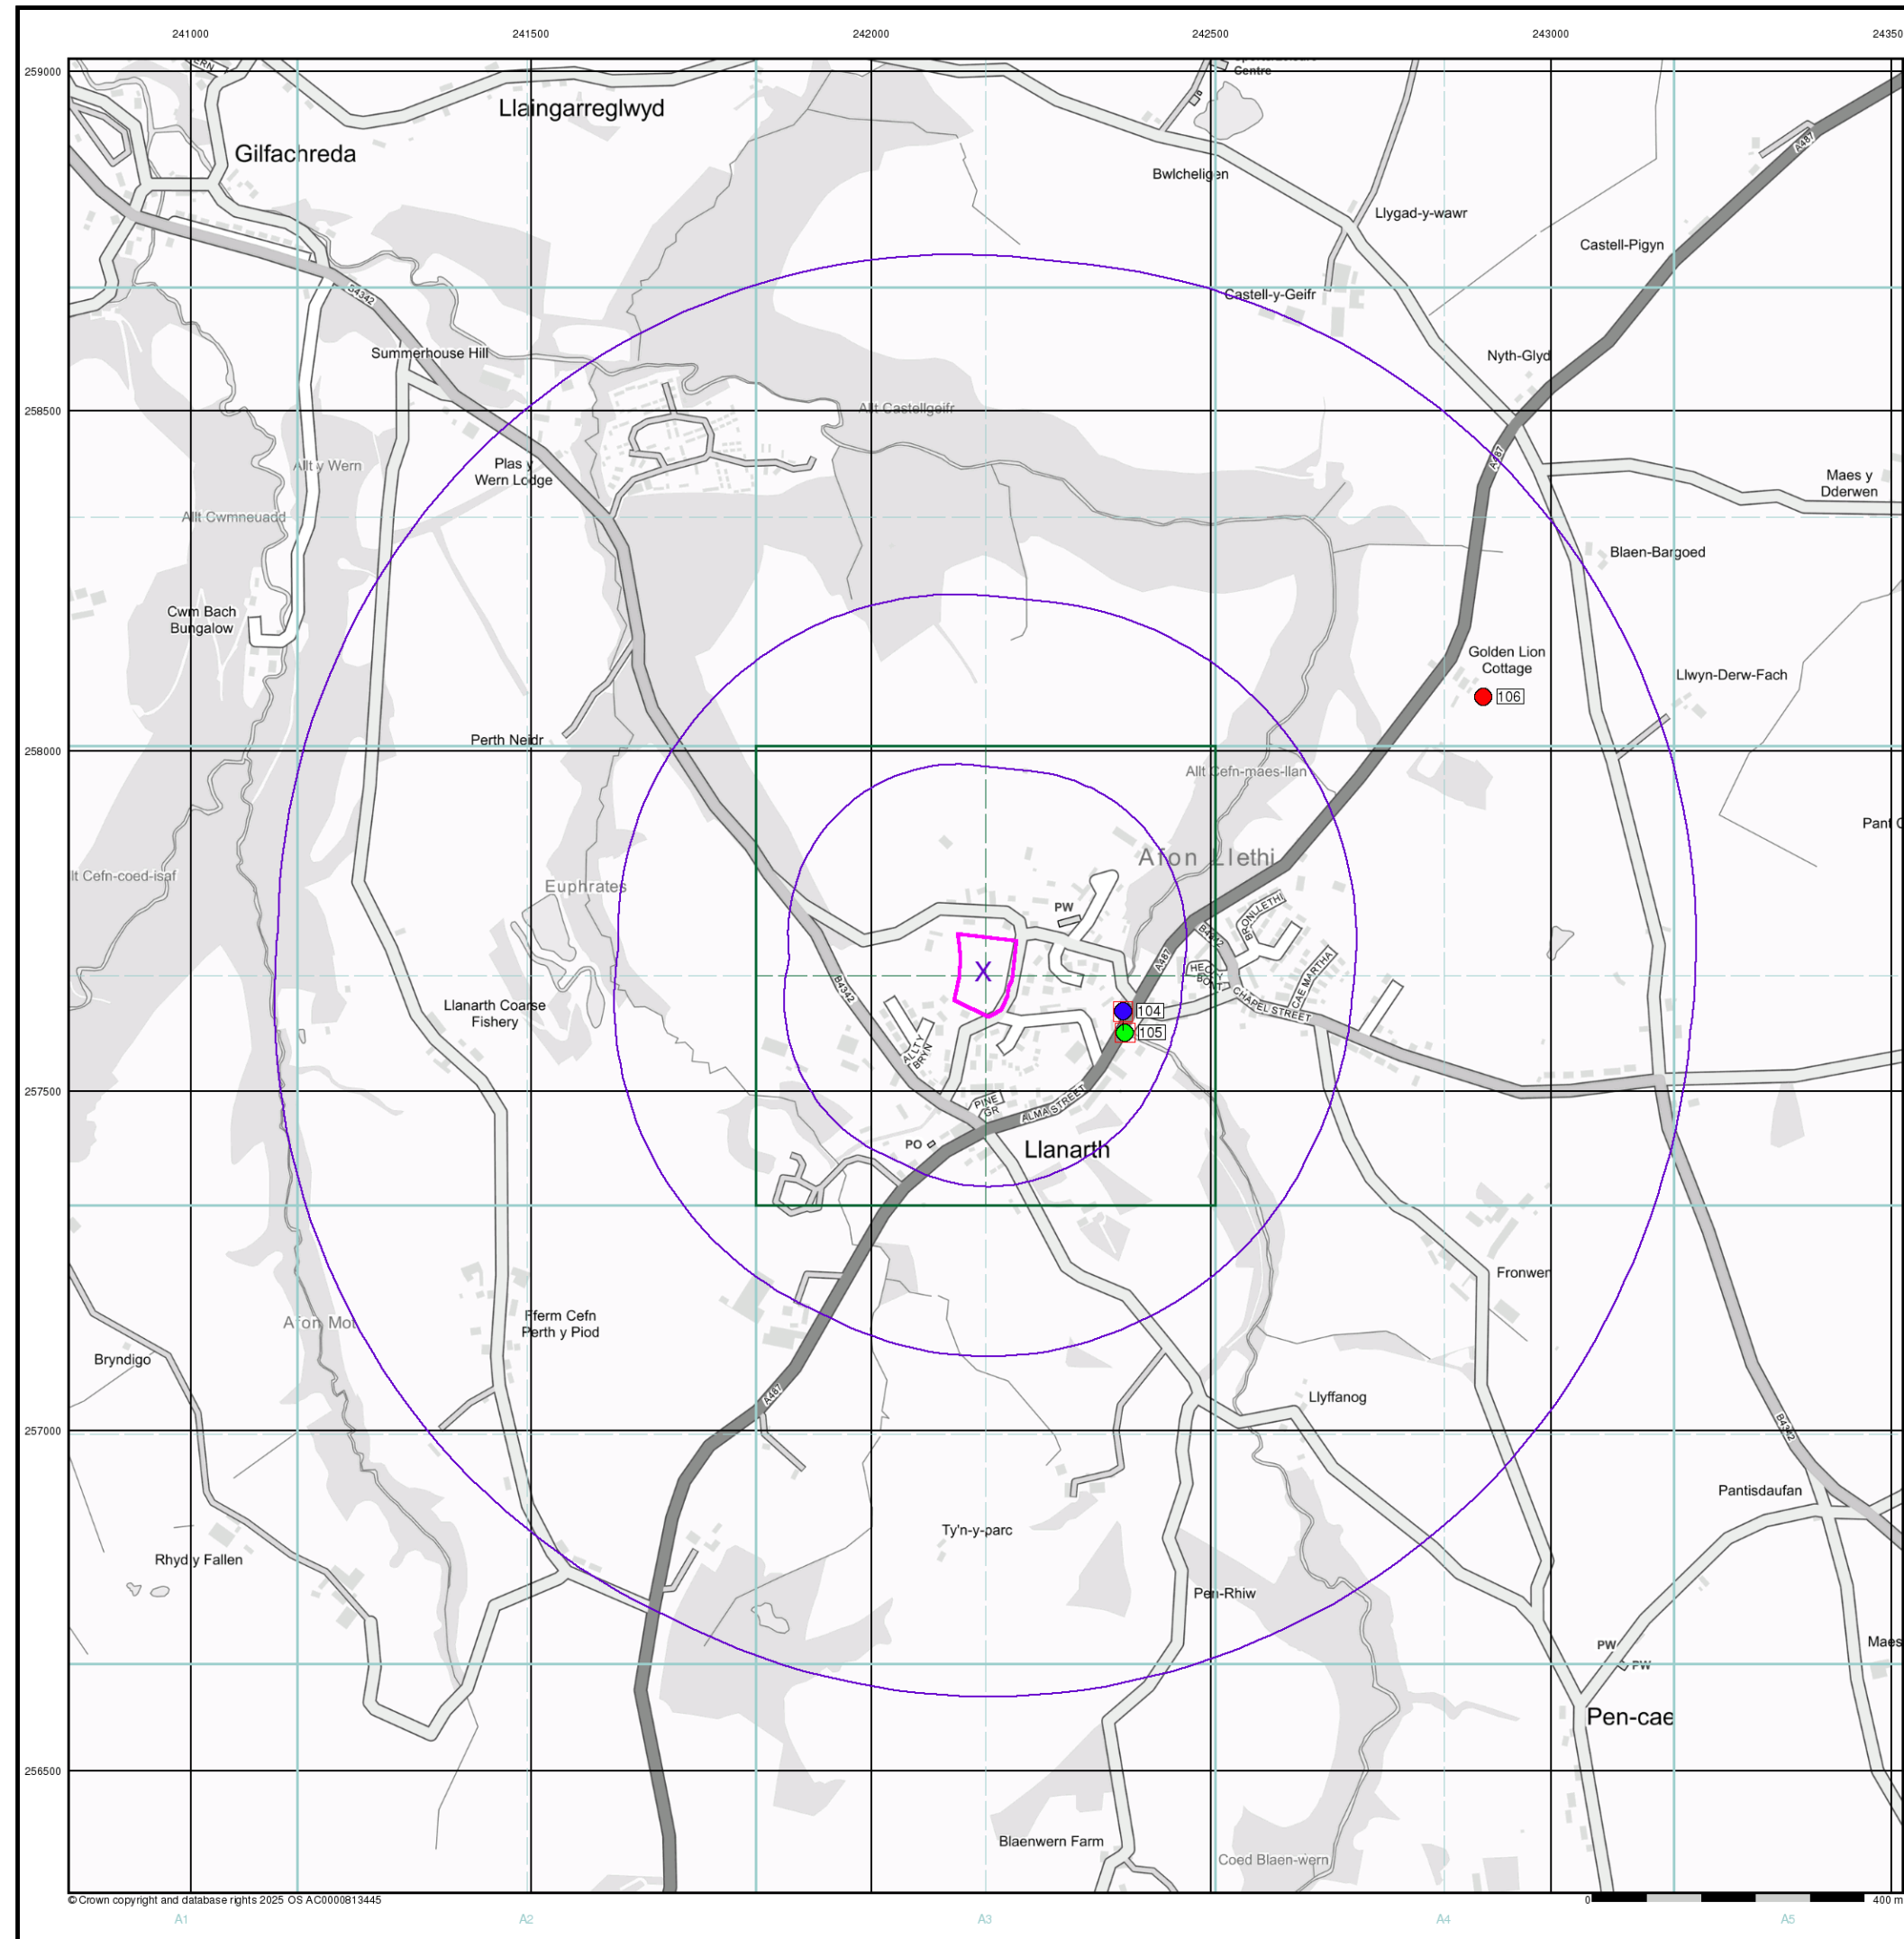 241000
241500
242000
242500
243000
259000
Centre
Llaingarreglwyd
Gilfachreda
Bwlcheligen
A487
Llygad-y-wawr
Castell-Pigyn
B4342
Castell-y-Geifr
Summerhouse Hill
Nyth-Glyd
258500
Allt Castellgeifr
A487
Allt y Wern
Plas y
Wern Lodge
Maes y
Dderwen
Allt Cwmneuadd
Blaen-Bargoed
Cwm Bach
Bungalow
Golden Lion
Cottage
Llwyn-Derw-Fach
106
258000
Perth Neidr
Allt Cefn-maes-llan
Pant
Afon Llethi
lt Cefn-coed-isaf
Euphrates
PW
BRONLLETHI
B4342
A487
X
CAE MARTHA
B4342
Llanarth Coarse
Fishery
CHAPEL STREET
104
105
ALLT Y
BRYN
257500
PINE
GR
ALMA STREET
PO
Llanarth
Fronwen
Fferm Cefn
Perth y Piod
Bryndigo
A487
Llyffanog
257000
B4342
Pantisdaufan
Ty'n-y-parc
Rhyd y Fallen
Pen-Rhiw
PW
Maes
PW
Pen-cae
256500
Blaenwern Farm
Coed Blaen-wern
© Crown copyright and database rights 2025 OS AC0000813445
0
400 m
A1
A2
A3
A4
A5